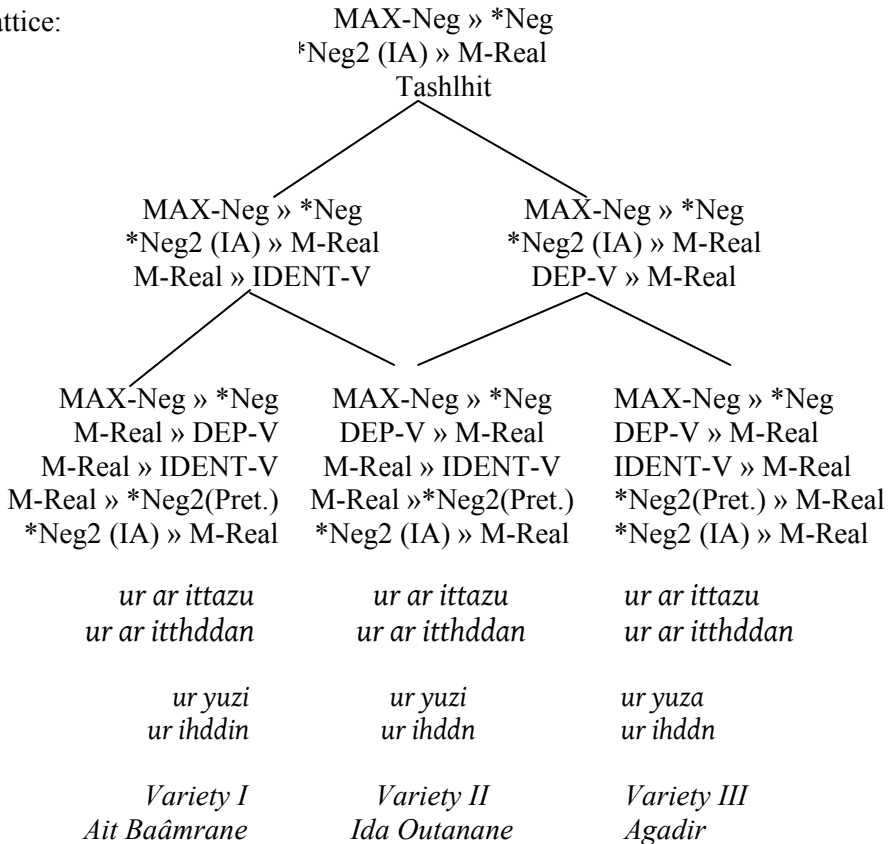 attice:
MAX-Neg » *Neg
*Neg2 (IA) » M-Real
Tashlhit
MAX-Neg » *Neg MAX-Neg » *Neg
*Neg2 (IA) » M-Real *Neg2 (IA) » M-Real
M-Real » IDENT-V DEP-V » M-Real
MAX-Neg » *Neg MAX-Neg » *Neg MAX-Neg » *Neg
M-Real » DEP-V DEP-V » M-Real DEP-V » M-Real
M-Real » IDENT-V M-Real » IDENT-V IDENT-V » M-Real
M-Real » *Neg2(Pret.) M-Real »*Neg2(Pret.) *Neg2(Pret.) » M-Real
*Neg2 (IA) » M-Real *Neg2 (IA) » M-Real *Neg2 (IA) » M-Real
ur ar ittazu ur ar ittazu ur ar ittazu
ur ar itthddan ur ar itthddan ur ar itthddan
ur yuzi ur yuzi ur yuza
ur ihddin ur ihddn ur ihddn
Variety I Variety II Variety III
Ait Baâmrane Ida Outanane Agadir